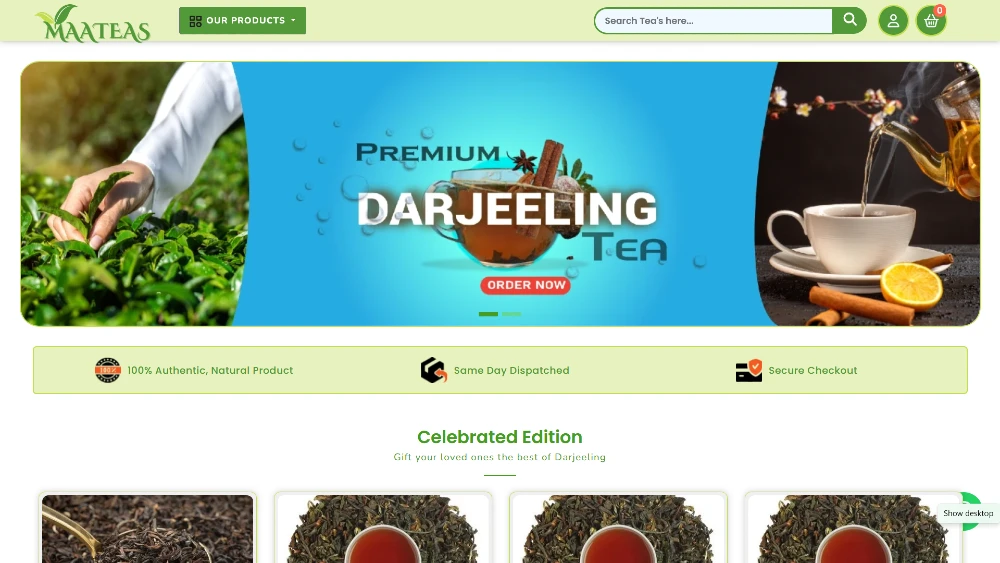 MAATEAS
OUR PRODUCTS
Search Tea's here...
0
PREMIUM
DARJEELING
TEA
ORDER NOW
100%
100% Authentic, Natural Product
Same Day Dispatched
Secure Checkout
Celebrated Edition
Gift your loved ones the best of Darjeeling
Show desktop